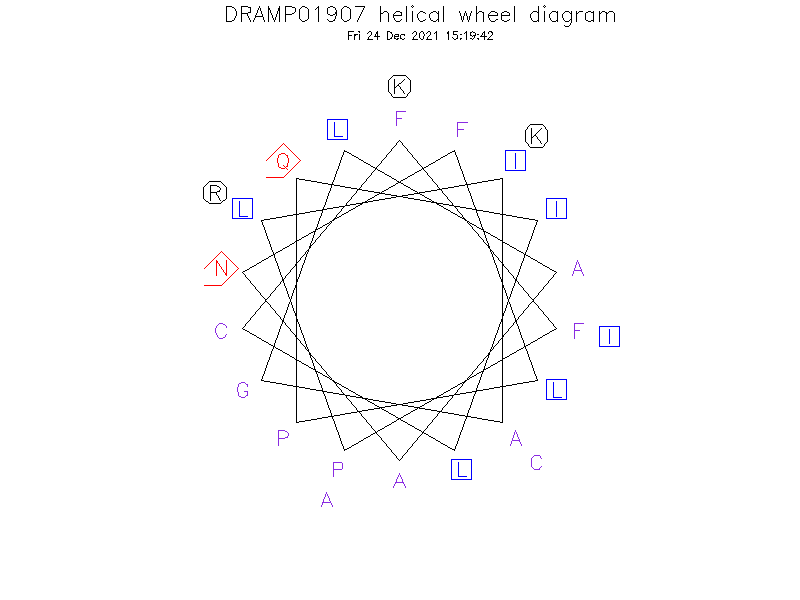 DRAMP01907 helical wheel diagram
Fri 24 Dec 2021 15:19:42
K
F
F
L
K
Q
I
R
L
I
N
A
C
F
I
G
L
P
A
P
L
C
A
A